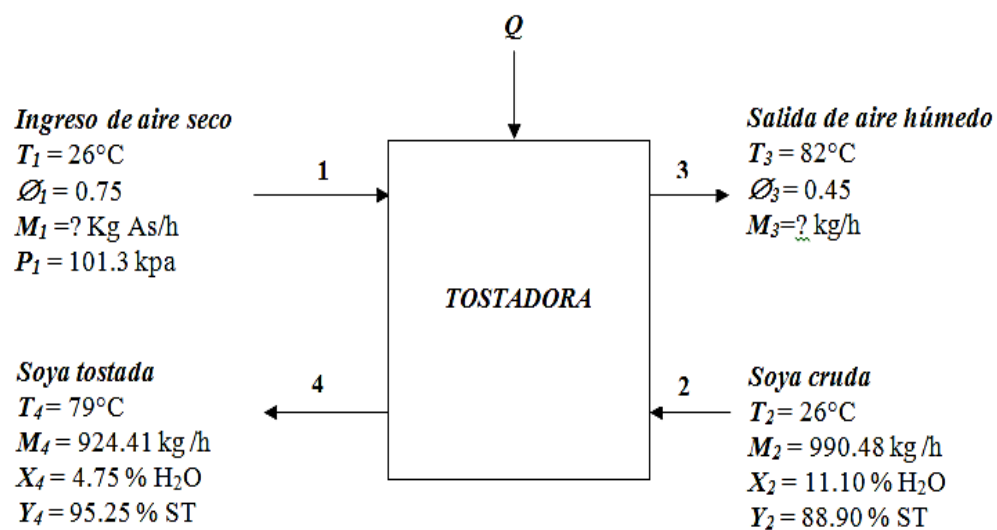 Q
Ingreso de aire seco
T1 = 26°C
Ø1 = 0.75
M1 =? Kg As/h
P1 = 101.3 kpa
1
Salida de aire húmedo
T3 = 82°C
Ø3 = 0.45
M3=? kg/h
3
TOSTADORA
Soya tostada
T4 = 79°C
M4 = 924.41 kg /h
X4 = 4.75 % H2O
Y4 = 95.25 % ST
4
2
Soya cruda
T2 = 26°C
M2 = 990.48 kg /h
X2 = 11.10 % H2O
Y2 = 88.90 % ST